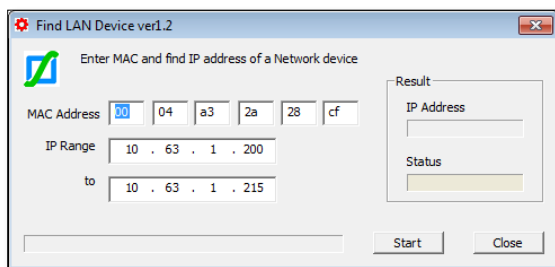 Find LAN Device ver1.2
Enter MAC and find IP address of a Network device
MAC Address 00 04 a3 2a 28 cf
IP Range 10 . 63 . 1 . 200
to 10 . 63 . 1 . 215
Result
IP Address
Status
Start Close